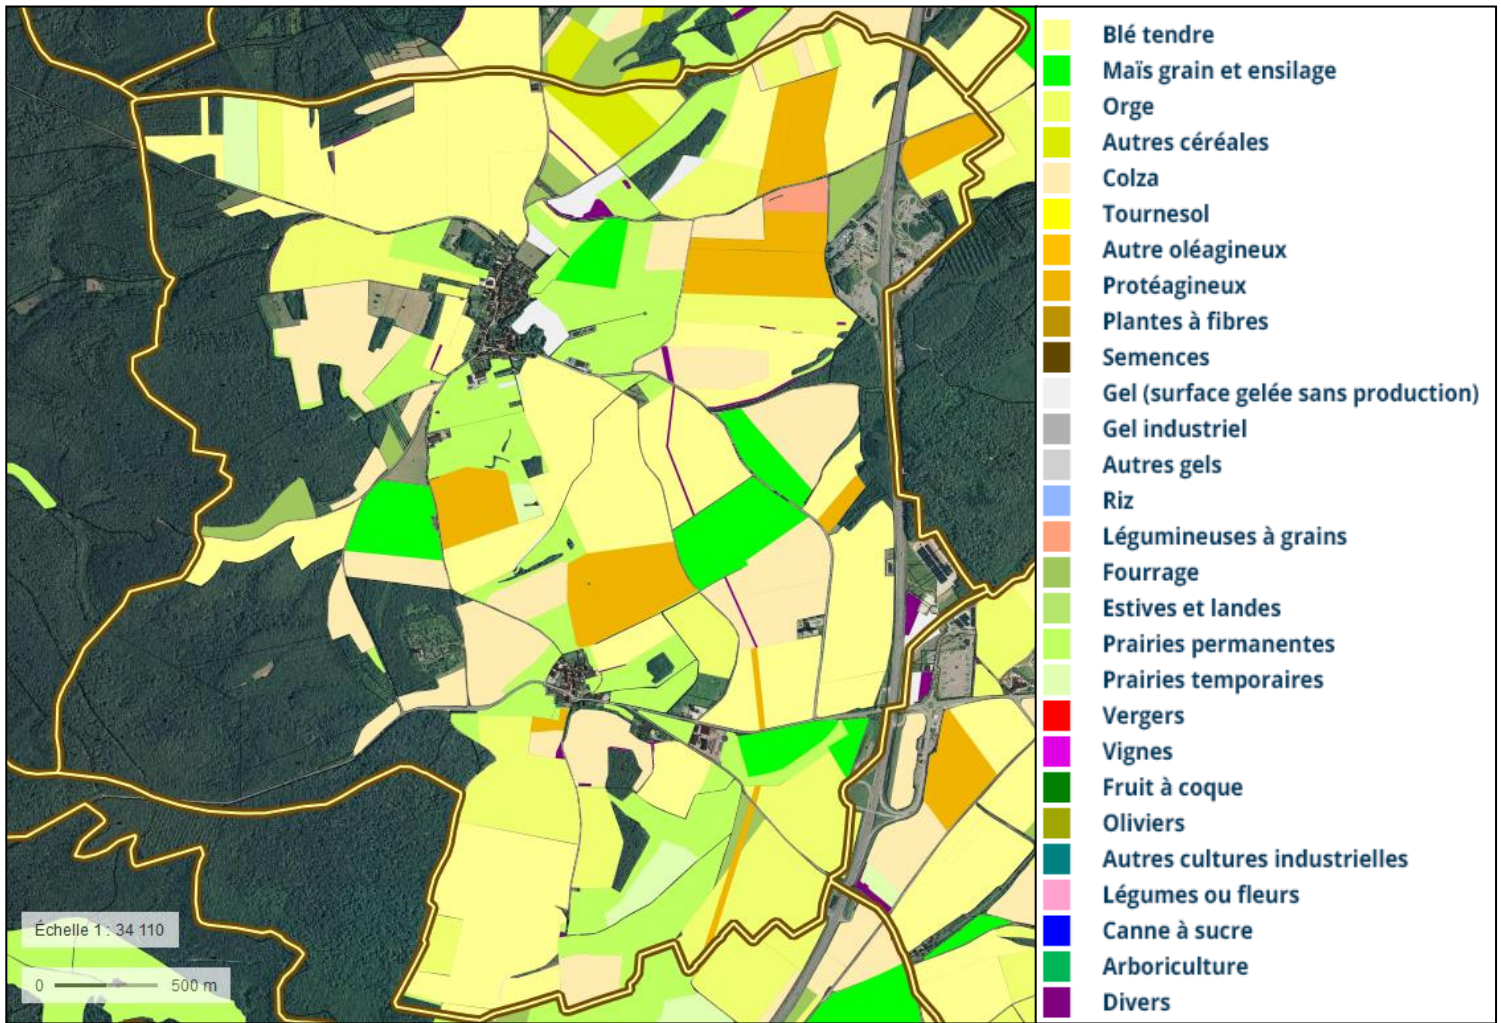 Blé tendre
Maïs grain et ensilage
Orge
Autres céréales
Colza
Tournesol
Autre oléagineux
Protéagineux
Plantes à fibres
Semences
Gel (surface gelée sans production)
Gel industriel
Autres gels
Riz
Légumineuses à grains
Fourrage
Estives et landes
Prairies permanentes
Prairies temporaires
Vergers
Vignes
Fruit à coque
Oliviers
Autres cultures industrielles
Légumes ou fleurs
Canne à sucre
Arboriculture
Divers
Échelle 1 : 34 110
0 500 m